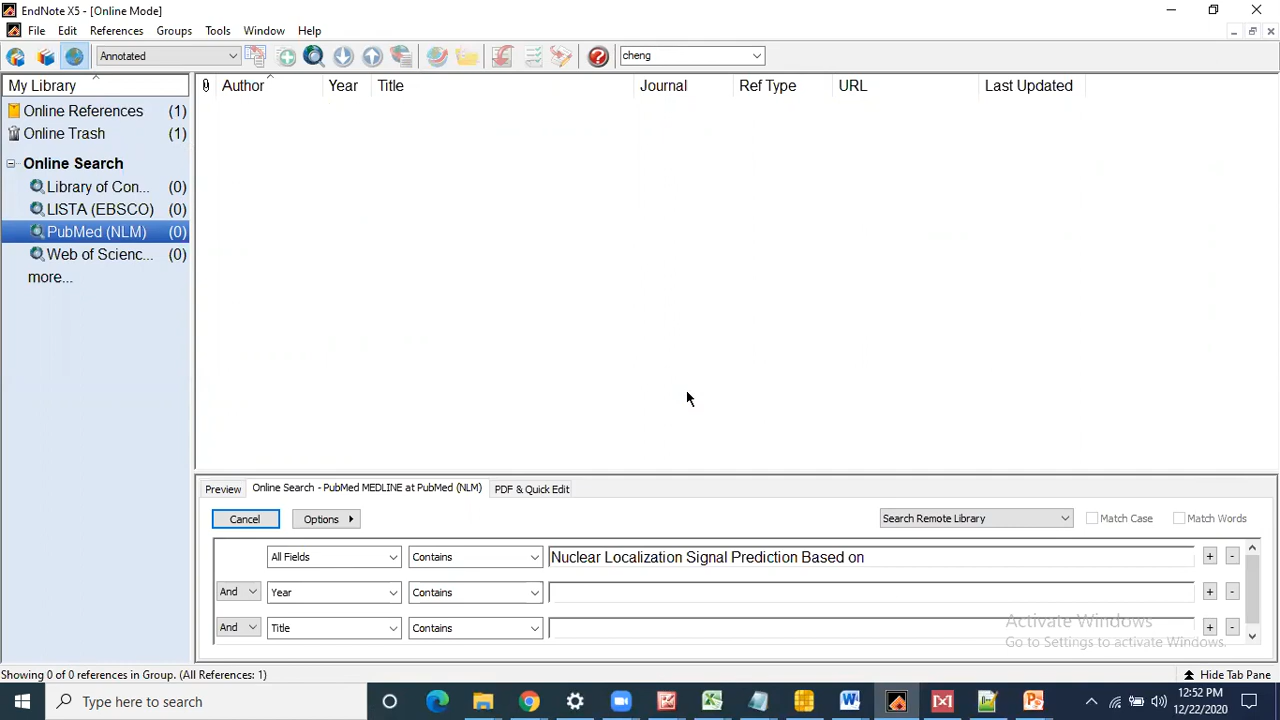 EndNote X5 - [Online Mode]
File Edit References Groups Tools Window Help
Annotated
cheng
My Library
Author Year Title Journal Ref Type URL Last Updated
Online References (1)
Online Trash (1)
Online Search
Library of Con... (0)
LISTA (EBSCO) (0)
PubMed (NLM) (0)
Web of Scienc... (0)
more...
Preview Online Search - PubMed MEDLINE at PubMed (NLM) PDF & Quick Edit
Cancel Options Search Remote Library Match Case Match Words
All Fields Contains Nuclear Localization Signal Prediction Based on + -
And Year Contains + -
And Title Contains + -
Activate Windows
Go to Settings to activate Windows.
Showing 0 of 0 references in Group. (All References: 1) Hide Tab Pane
Type here to search
12:52 PM
12/22/2020